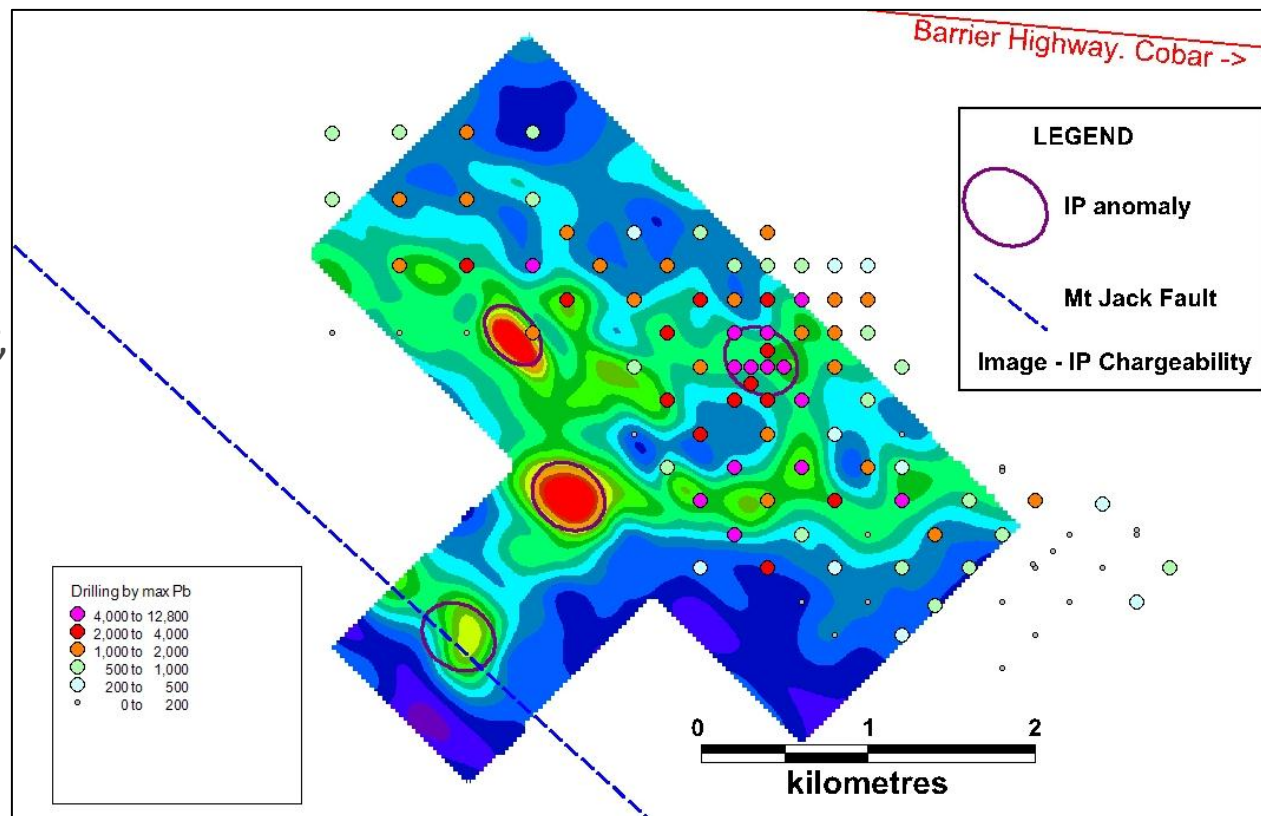 Barrier Highway. Cobar ->
LEGEND
IP anomaly
Mt Jack Fault
Image - IP Chargeability
Drilling by max Pb
4,000 to 12,800
2,000 to 4,000
1,000 to 2,000
500 to 1,000
200 to 500
0 to 200
0 1 2
kilometres